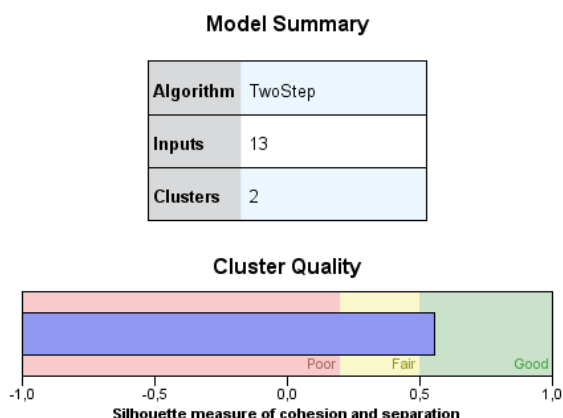 Model Summary
Algorithm TwoStep
Inputs 13
Clusters 2
Cluster Quality
Poor Fair Good
-1,0 -0,5 0,0 0,5 1,0
Silhouette measure of cohesion and separation